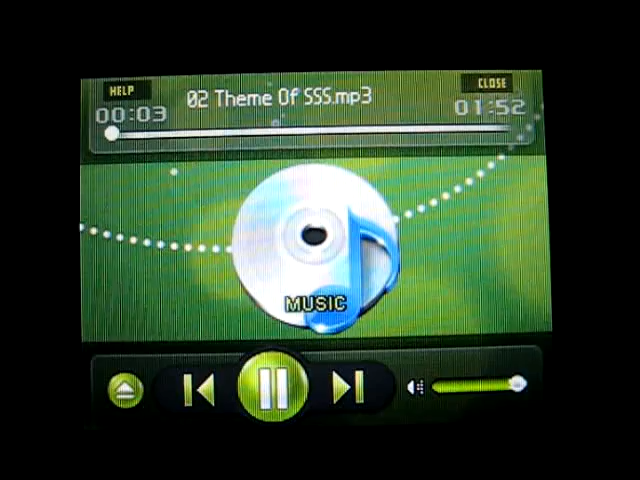 HELP
CLOSE
02 Theme Of SSS.mp3
00:03
01:52
MUSIC